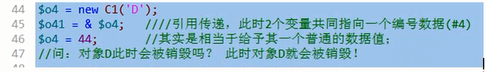 44 $o4 = new C1('D');
45 $o41 = & $o4; ////引用传递，此时2个变量共同指向一个编号数据(#4)
46 $o4 = 44; //其实是相当于给予其一个普通的数据值；
47 //问：对象D此时会被销毁吗？ 此时对象D就会被销毁！